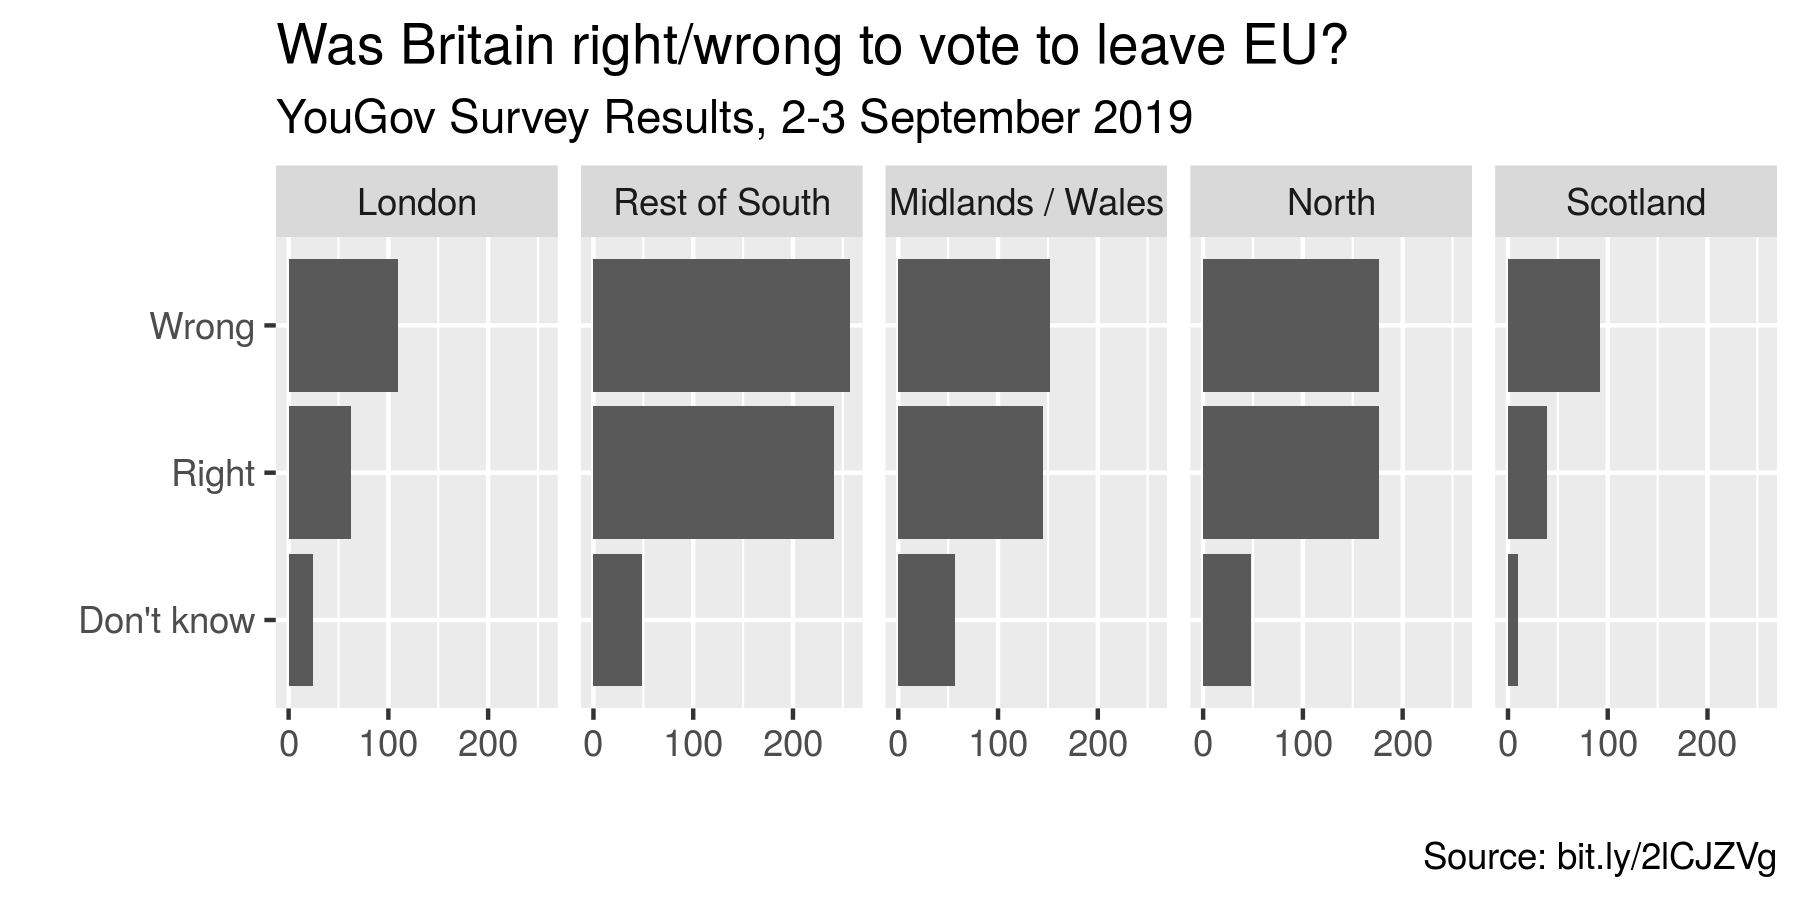 Was Britain right/wrong to vote to leave EU?
YouGov Survey Results, 2-3 September 2019
London Rest of South Midlands / Wales North Scotland
Wrong
Right
Don't know
0 100 200 0 100 200 0 100 200 0 100 200 0 100 200
Source: bit.ly/2lCJZVg